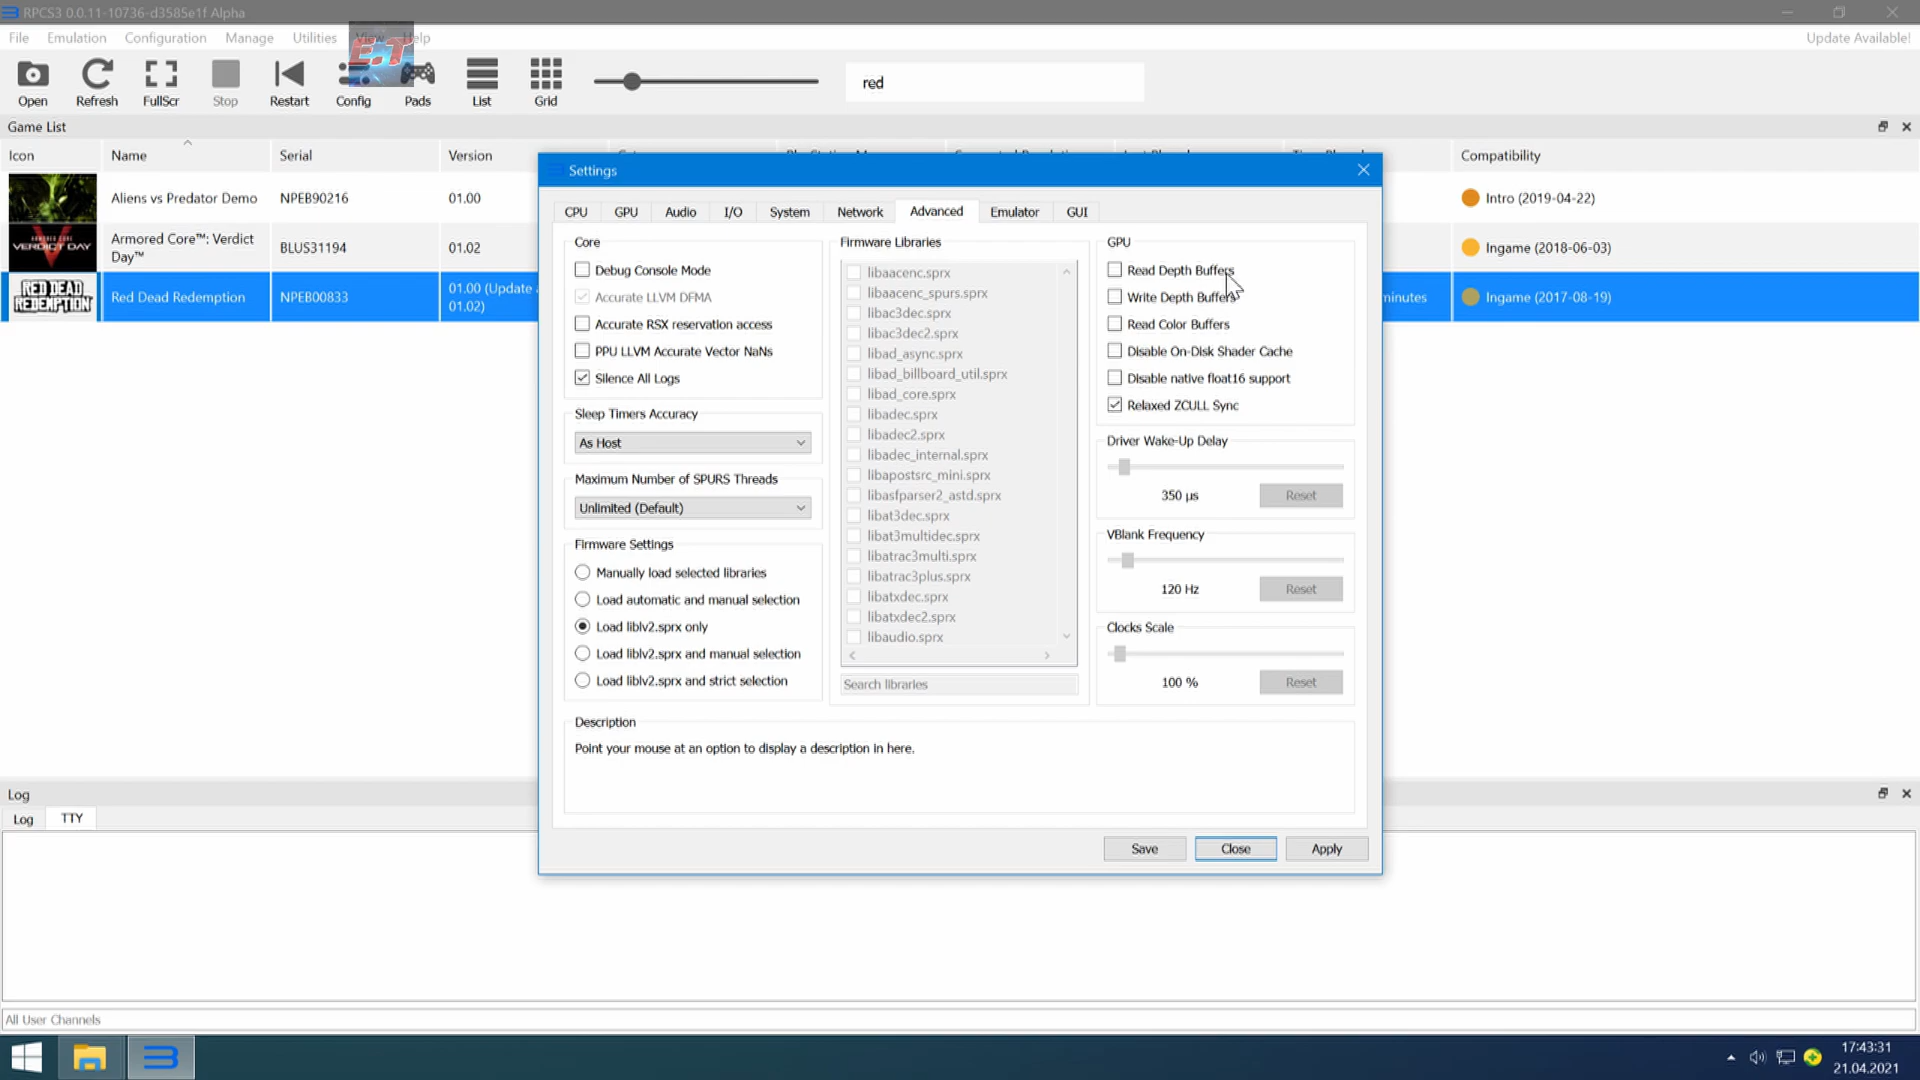 RPCS3 0.0.11-10736-d3585e1f Alpha
File Emulation Configuration Manage Utilities View Help Update Available!
E.T
Open Refresh FullScr Stop Restart Config Pads List Grid red
Game List
Icon Name Serial Version Compatibility
Aliens vs Predator Demo NPEB90216 01.00 Intro (2019-04-22)
ARMORED CORE
VERDICT DAY
Armored Core™: Verdict Day™ BLUS31194 01.02 Ingame (2018-06-03)
RED DEAD
REDEMPTION
Red Dead Redemption NPEB00833 01.00 (Update 01.02) minutes Ingame (2017-08-19)
Settings
CPU GPU Audio I/O System Network Advanced Emulator GUI
Core
Debug Console Mode
Accurate LLVM DFMA
Accurate RSX reservation access
PPU LLVM Accurate Vector NaNs
Silence All Logs
Sleep Timers Accuracy
As Host
Maximum Number of SPURS Threads
Unlimited (Default)
Firmware Settings
Manually load selected libraries
Load automatic and manual selection
Load liblv2.sprx only
Load liblv2.sprx and manual selection
Load liblv2.sprx and strict selection
Firmware Libraries
libaacenc.sprx
libaacenc_spurs.sprx
libac3dec.sprx
libac3dec2.sprx
libad_async.sprx
libad_billboard_util.sprx
libad_core.sprx
libadec.sprx
libadec2.sprx
libadec_internal.sprx
libapostsrc_mini.sprx
libasfparser2_astd.sprx
libat3dec.sprx
libat3multidec.sprx
libatrac3multi.sprx
libatrac3plus.sprx
libatxdec.sprx
libatxdec2.sprx
libaudio.sprx
Search libraries
GPU
Read Depth Buffers
Write Depth Buffers
Read Color Buffers
Disable On-Disk Shader Cache
Disable native float16 support
Relaxed ZCULL Sync
Driver Wake-Up Delay
350 µs Reset
VBlank Frequency
120 Hz Reset
Clocks Scale
100 % Reset
Description
Point your mouse at an option to display a description in here.
Save Close Apply
Log
Log TTY
All User Channels
17:43:31
21.04.2021